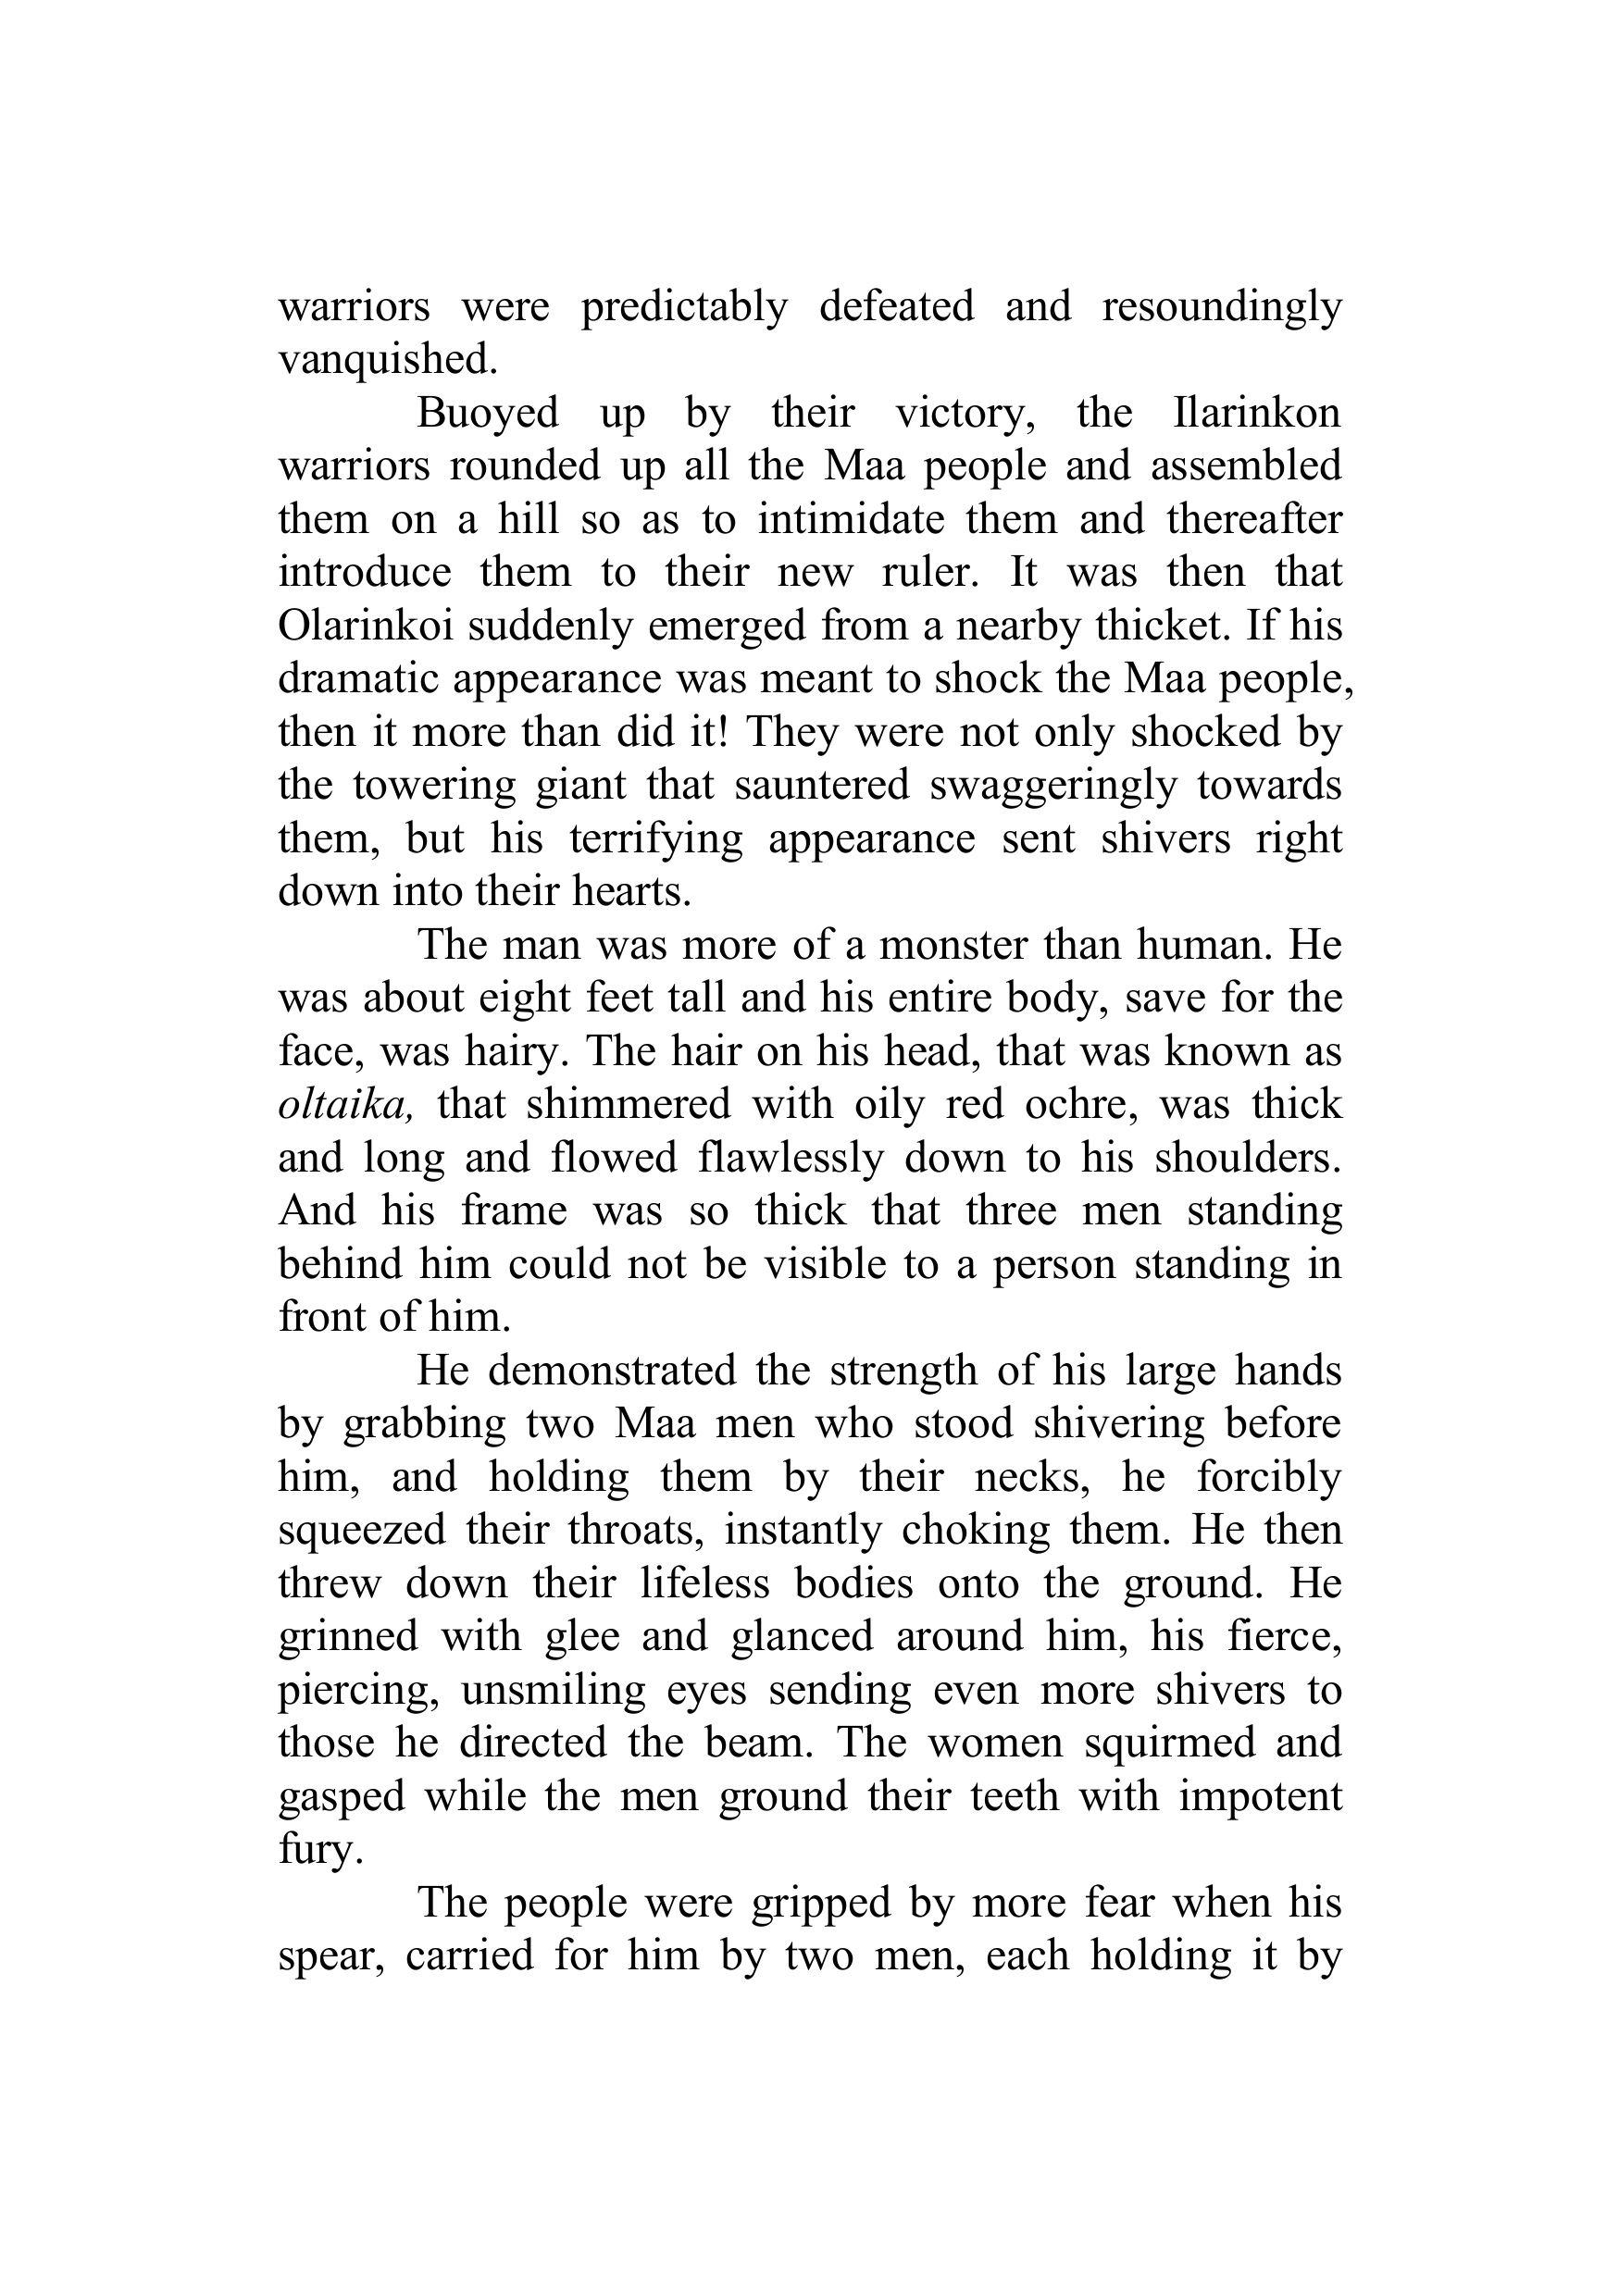 warriors were predictably defeated and resoundingly
vanquished.
Buoyed up by their victory, the Ilarinkon
warriors rounded up all the Maa people and assembled
them on a hill so as to intimidate them and thereafter
introduce them to their new ruler. It was then that
Olarinkoi suddenly emerged from a nearby thicket. If his
dramatic appearance was meant to shock the Maa people,
then it more than did it! They were not only shocked by
the towering giant that sauntered swaggeringly towards
them, but his terrifying appearance sent shivers right
down into their hearts.
The man was more of a monster than human. He
was about eight feet tall and his entire body, save for the
face, was hairy. The hair on his head, that was known as
oltaika, that shimmered with oily red ochre, was thick
and long and flowed flawlessly down to his shoulders.
And his frame was so thick that three men standing
behind him could not be visible to a person standing in
front of him.
He demonstrated the strength of his large hands
by grabbing two Maa men who stood shivering before
him, and holding them by their necks, he forcibly
squeezed their throats, instantly choking them. He then
threw down their lifeless bodies onto the ground. He
grinned with glee and glanced around him, his fierce,
piercing, unsmiling eyes sending even more shivers to
those he directed the beam. The women squirmed and
gasped while the men ground their teeth with impotent
fury.
The people were gripped by more fear when his
spear, carried for him by two men, each holding it by